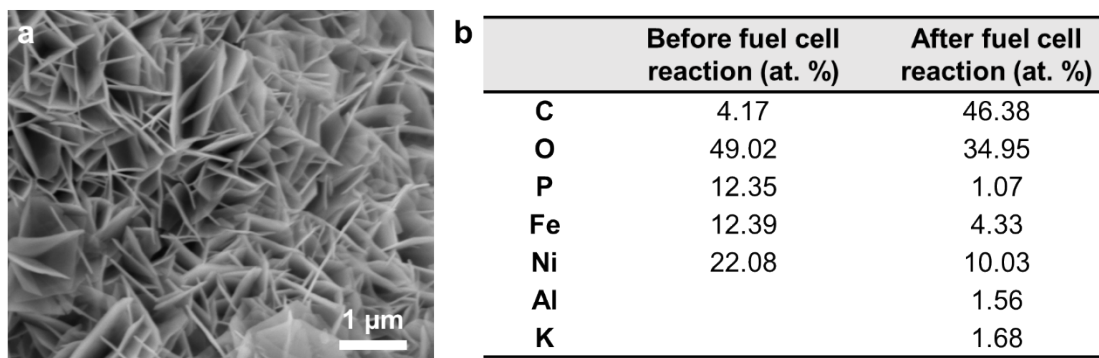 a
1 µm
b
Before fuel cell After fuel cell
reaction (at. %) reaction (at. %)
C 4.17 46.38
O 49.02 34.95
P 12.35 1.07
Fe 12.39 4.33
Ni 22.08 10.03
Al 1.56
K 1.68